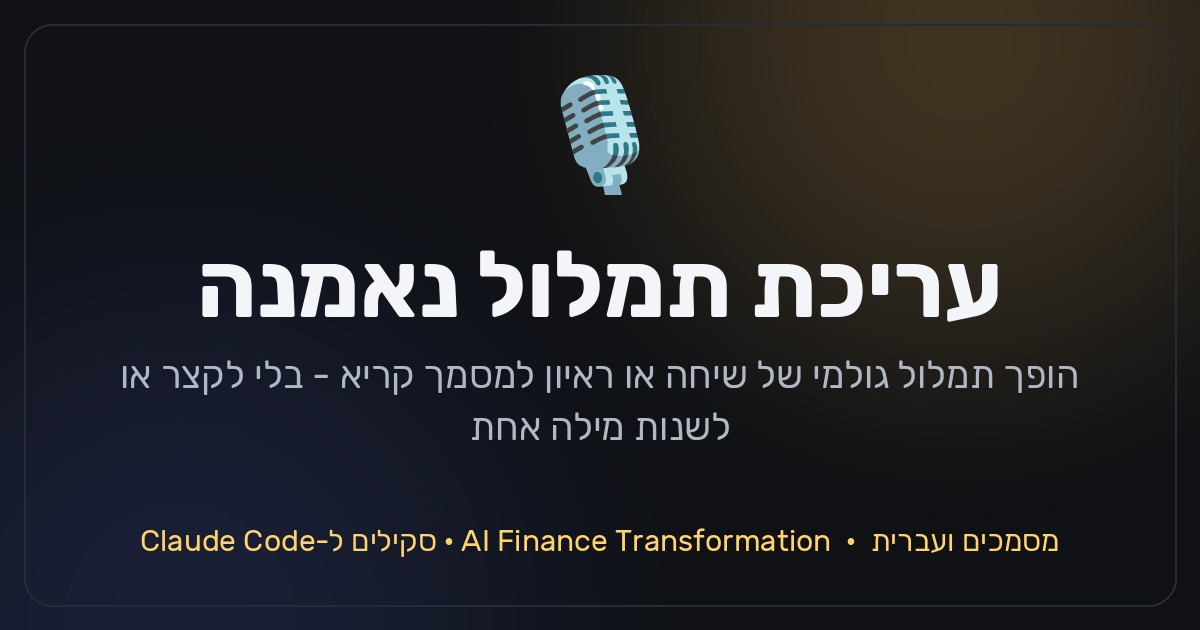 עריכת תמלול נאמנה
הופך תמלול גולמי של שיחה או ראיון למסמך קריא - בלי לקצר או
לשנות מילה אחת
מסמכים ועברית • AI Finance Transformation • סקילים ל-Claude Code